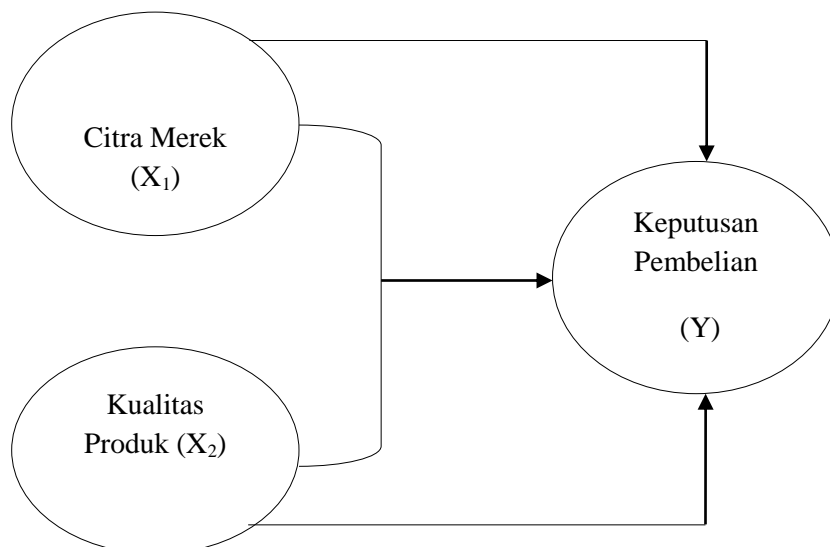 Citra Merek
(X₁)
Keputusan
Pembelian
(Y)
Kualitas
Produk (X₂)